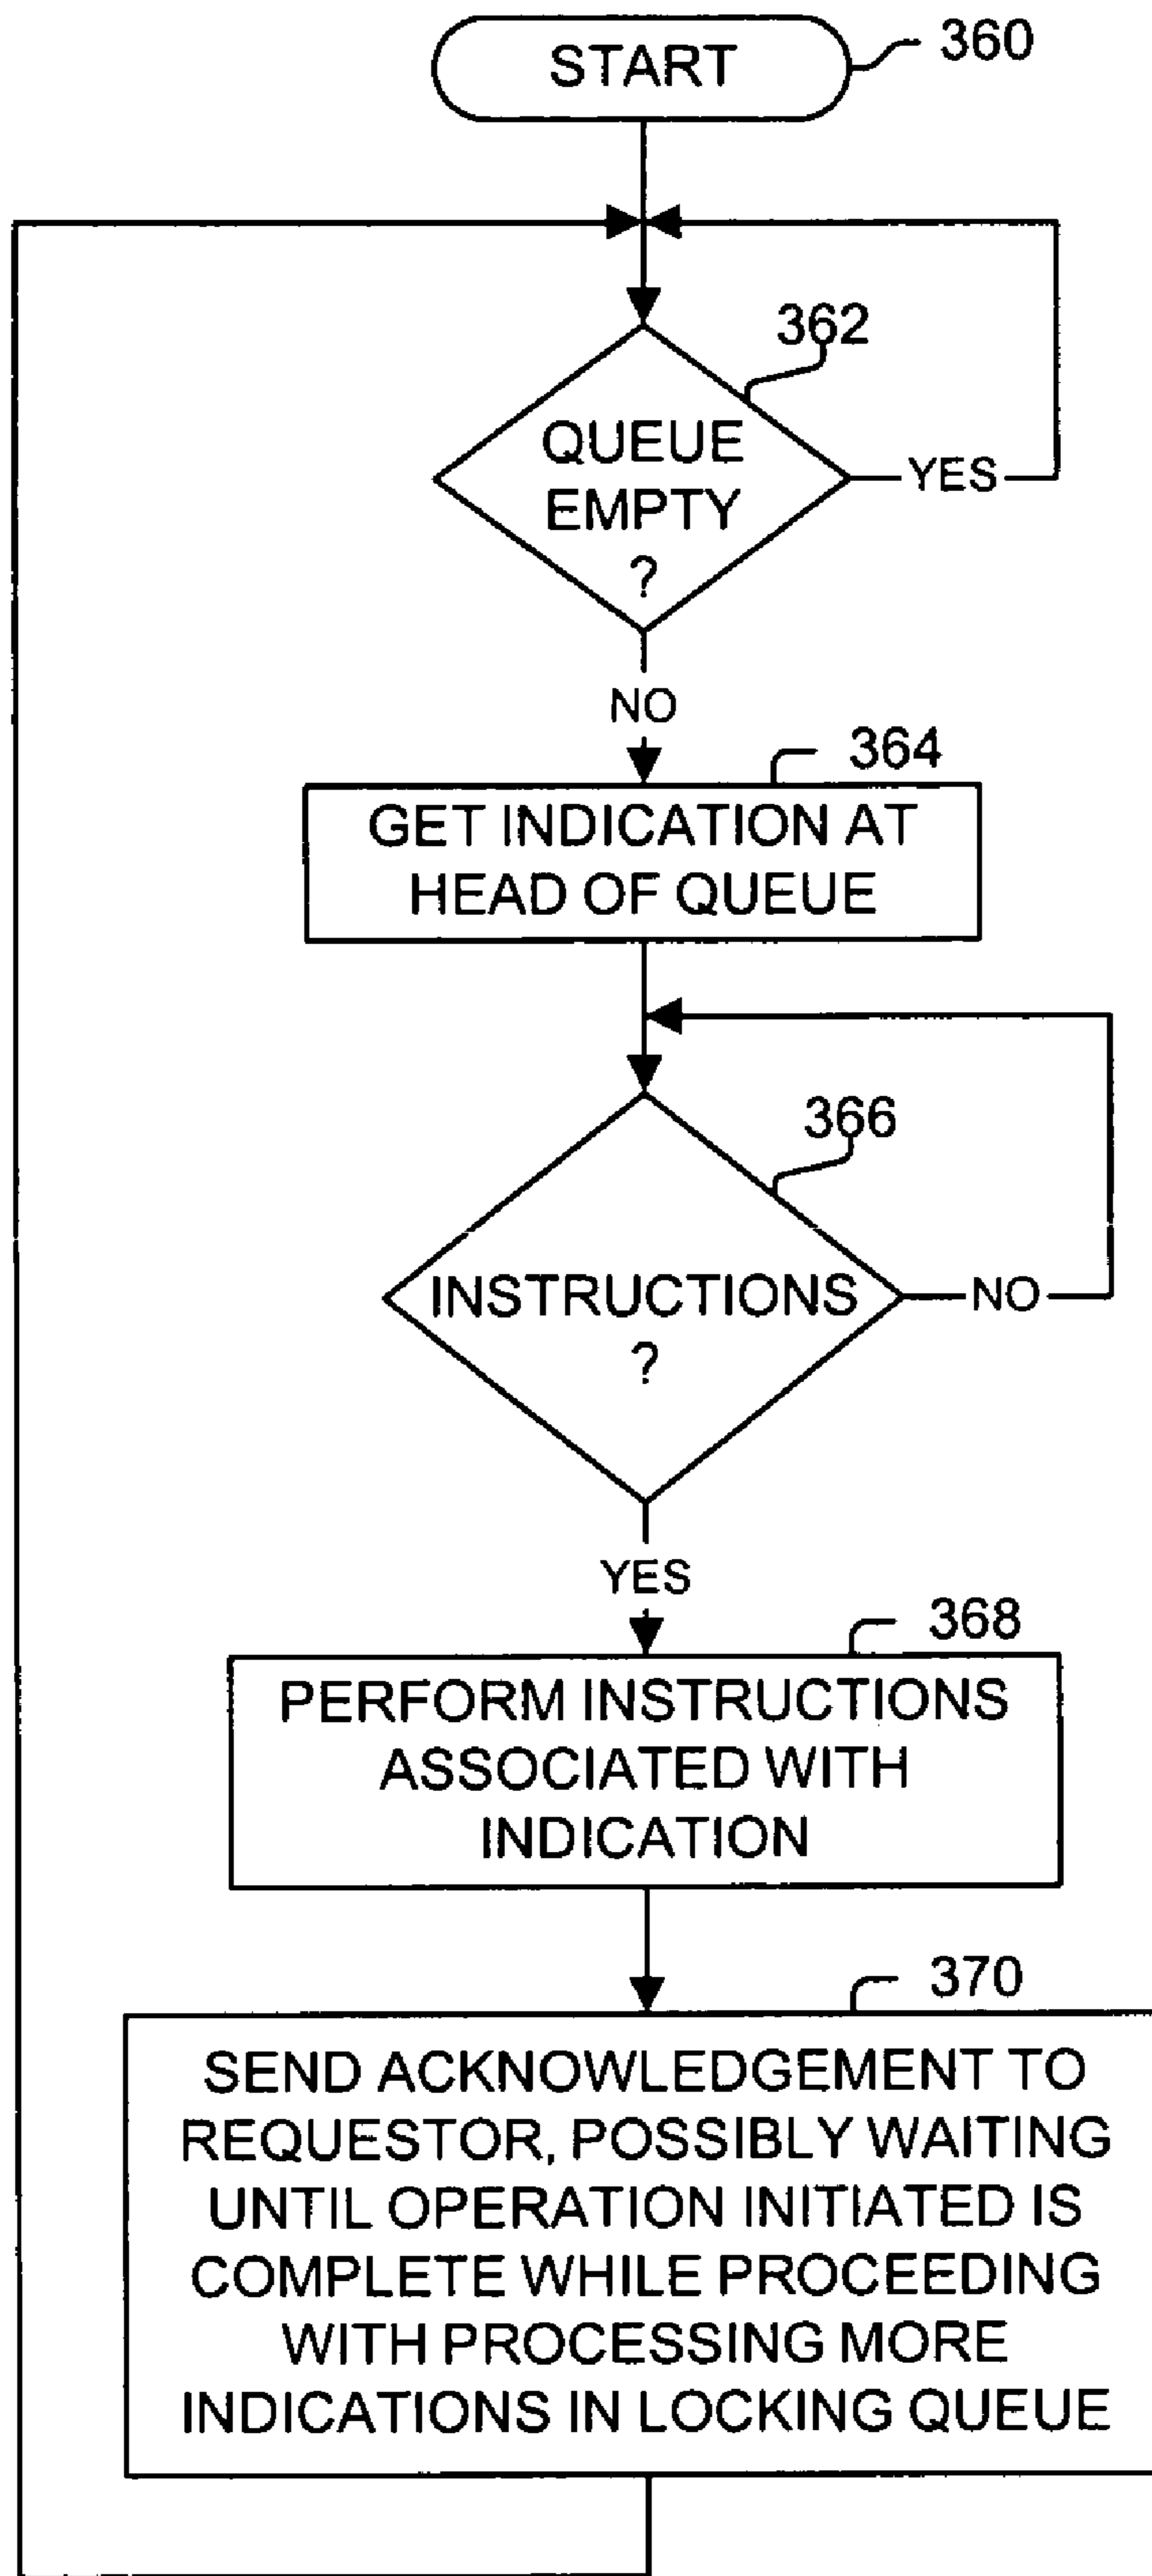 START
360
362
QUEUE
EMPTY
?
YES
NO
364
GET INDICATION AT
HEAD OF QUEUE
366
INSTRUCTIONS
?
NO
YES
368
PERFORM INSTRUCTIONS
ASSOCIATED WITH
INDICATION
370
SEND ACKNOWLEDGEMENT TO
REQUESTOR, POSSIBLY WAITING
UNTIL OPERATION INITIATED IS
COMPLETE WHILE PROCEEDING
WITH PROCESSING MORE
INDICATIONS IN LOCKING QUEUE